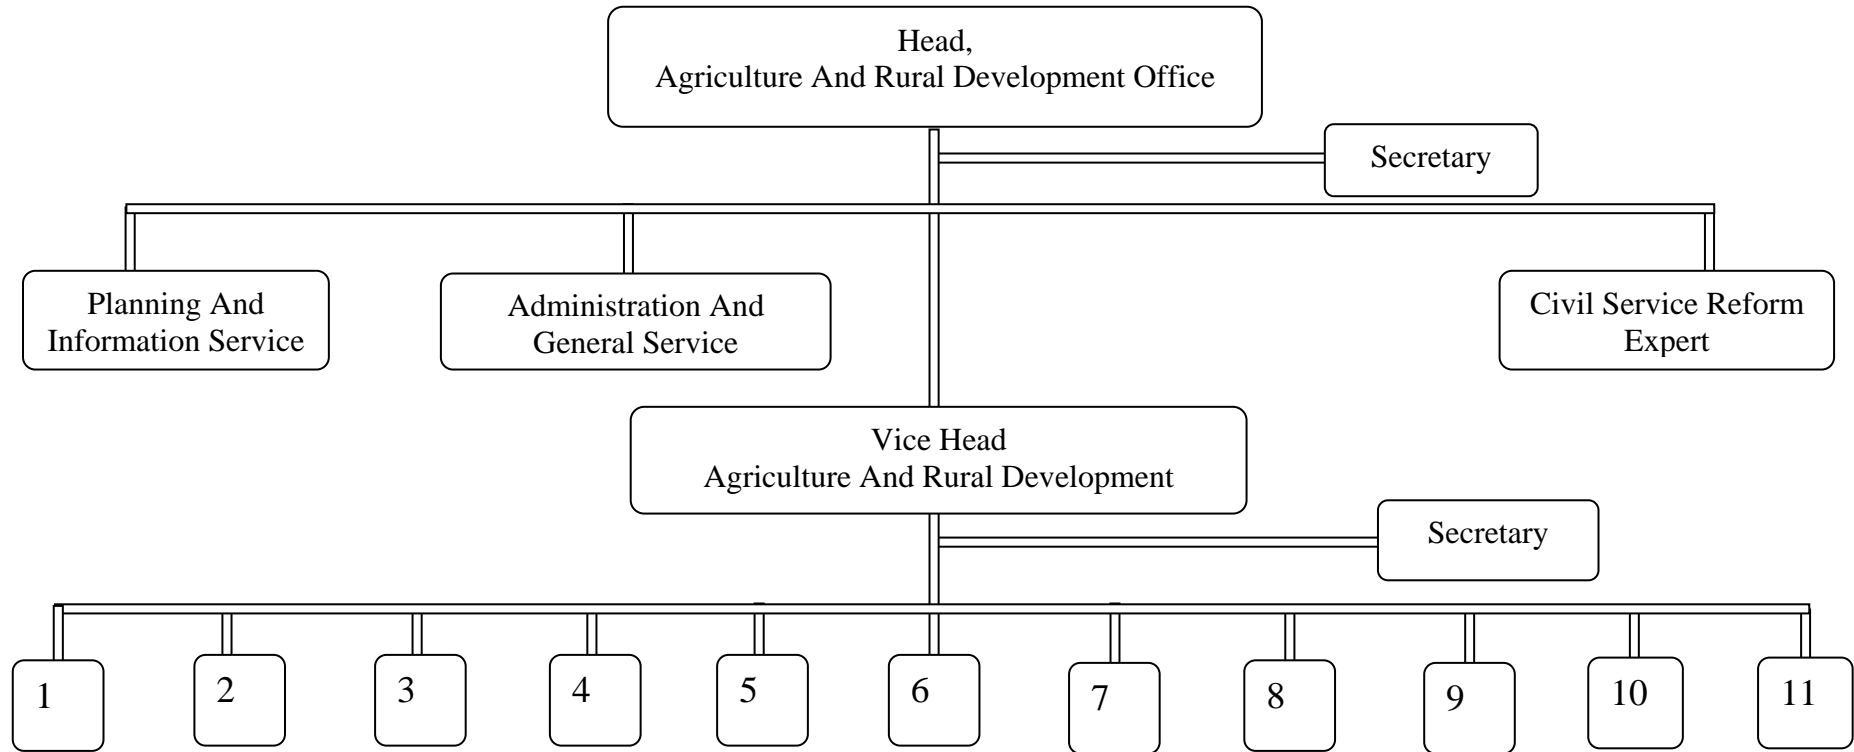 Head,
Agriculture And Rural Development Office
Secretary
Planning And
Information Service
Administration And
General Service
Civil Service Reform
Expert
Vice Head
Agriculture And Rural Development
Secretary
1
2
3
4
5
6
7
8
9
10
11